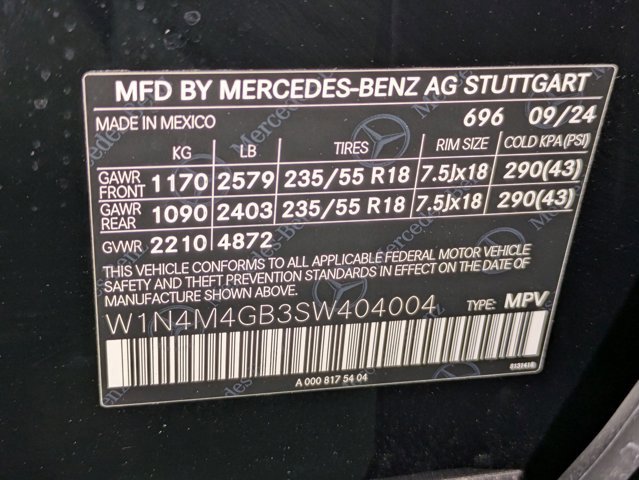 MFD BY MERCEDES-BENZ AG STUTTGART
MADE IN MEXICO 696 09/24
KG LB TIRES RIM SIZE COLD KPA(PSI)
GAWR FRONT 1170 2579 235/55 R18 7.5Jx18 290(43)
GAWR REAR 1090 2403 235/55 R18 7.5Jx18 290(43)
GVWR 2210 4872
THIS VEHICLE CONFORMS TO ALL APPLICABLE FEDERAL MOTOR VEHICLE
SAFETY AND THEFT PREVENTION STANDARDS IN EFFECT ON THE DATE OF
MANUFACTURE SHOWN ABOVE.
W1N4M4GB3SW404004 TYPE: MPV
A 000 817 54 04